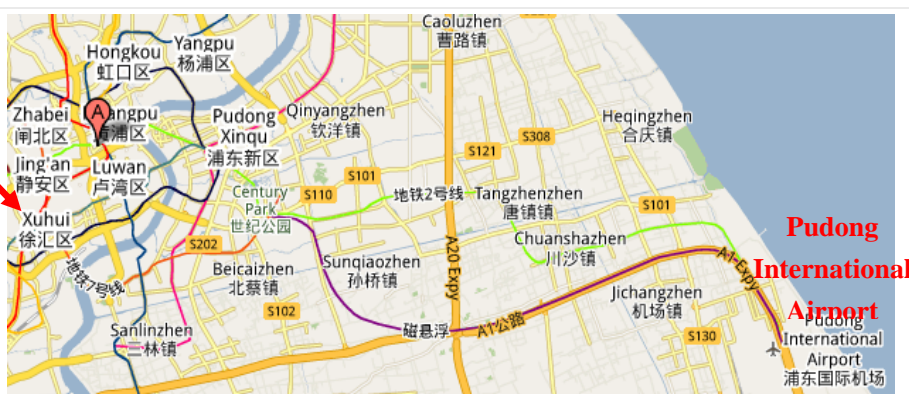 Caoluzhen
曹路镇
Hongkou
虹口区
Yangpu
杨浦区
Zhabei
闸北区
A
Huangpu
黄浦区
Pudong
Xinqu
浦东新区
Qinyangzhen
钦洋镇
Heqingzhen
合庆镇
S308
S121
Jing'an
静安区
Luwan
卢湾区
Century
Park
世纪公园
S110
S101
地铁2号线
Tangzhenzhen
唐镇镇
S101
Xuhui
徐汇区
S202
Chuanshazhen
川沙镇
Pudong
International
Airport
地铁7号线
Beicaizhen
北蔡镇
Sunqiaozhen
孙桥镇
A20 Expy
A1-Expy
S102
Jichangzhen
机场镇
Sanlinzhen
三林镇
磁悬浮
A1公路
S130
Pudong
International
Airport
浦东国际机场